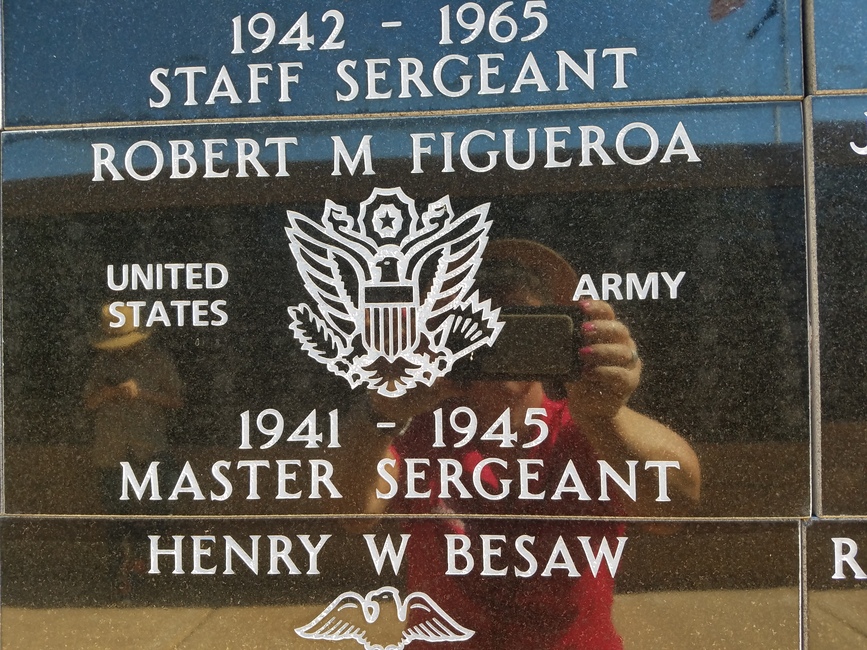 1942 - 1965
STAFF SERGEANT
ROBERT M FIGUEROA
UNITED STATES
ARMY
1941 - 1945
MASTER SERGEANT
HENRY W BESAW
R